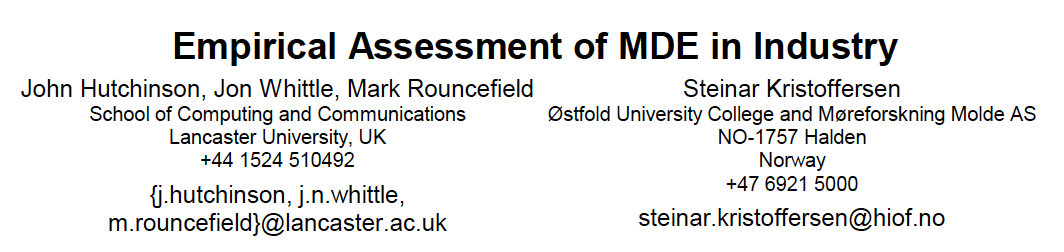 Empirical Assessment of MDE in Industry
John Hutchinson, Jon Whittle, Mark Rouncefield
School of Computing and Communications
Lancaster University, UK
+44 1524 510492
{j.hutchinson, j.n.whittle,
m.rouncefield}@lancaster.ac.uk
Steinar Kristoffersen
Østfold University College and Møreforskning Molde AS
NO-1757 Halden
Norway
+47 6921 5000
steinar.kristoffersen@hiof.no